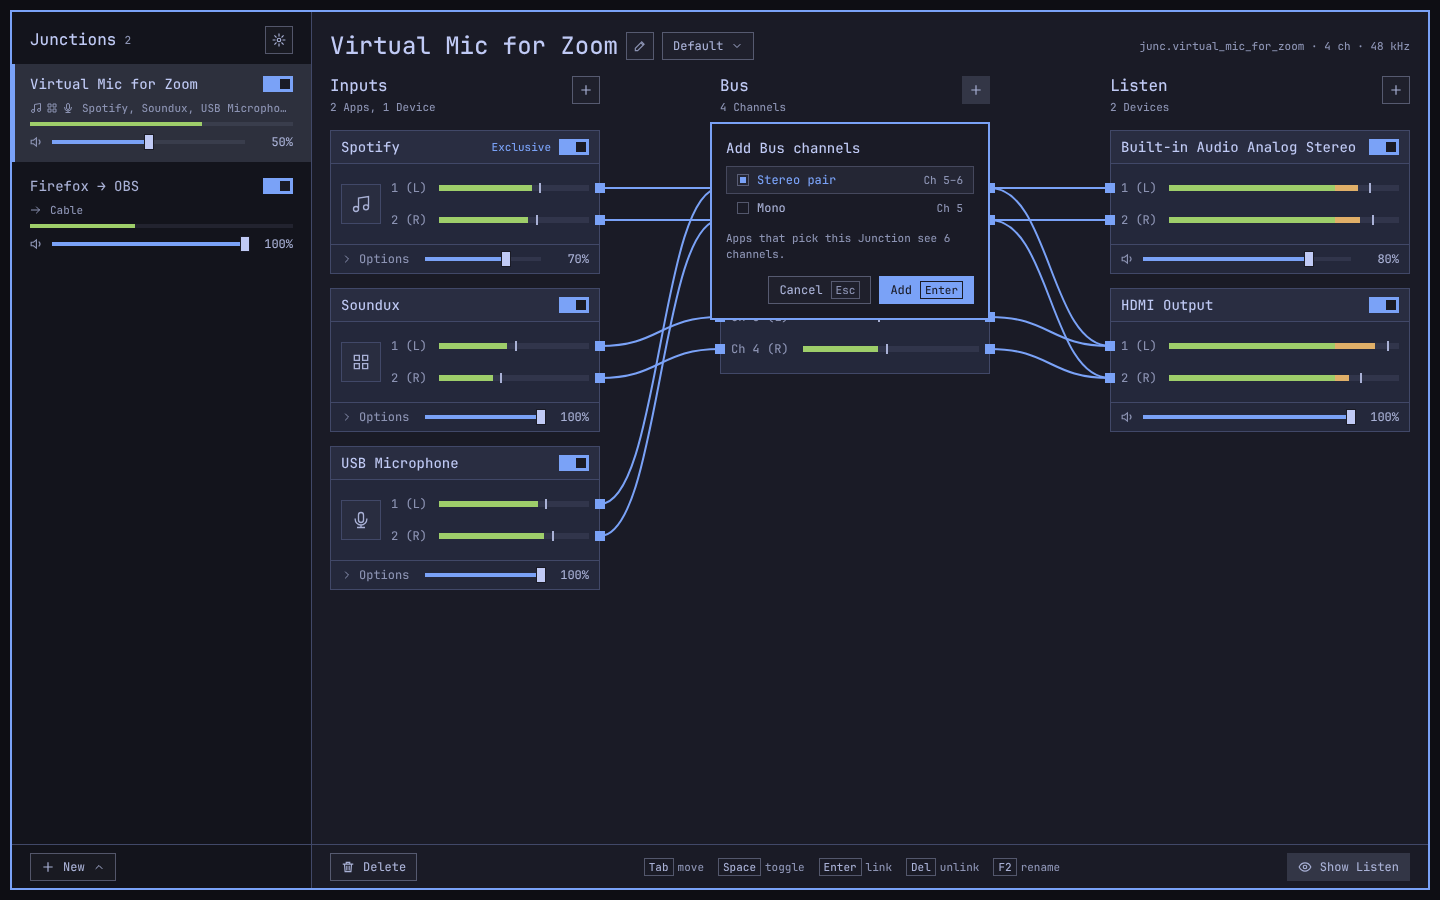 Junctions 2
Virtual Mic for Zoom
Spotify, Soundux, USB Micropho…
50%
Firefox → OBS
→ Cable
100%
New
Virtual Mic for Zoom
Default
junc.virtual_mic_for_zoom · 4 ch · 48 kHz
Inputs
2 Apps, 1 Device
Spotify
Exclusive
1 (L)
2 (R)
Options
70%
Soundux
1 (L)
2 (R)
Options
100%
USB Microphone
1 (L)
2 (R)
Options
100%
Bus
4 Channels
Add Bus channels
Stereo pair
Ch 5–6
Mono
Ch 5
Apps that pick this Junction see 6
channels.
Cancel Esc
Add Enter
Ch 4 (R)
Listen
2 Devices
Built-in Audio Analog Stereo
1 (L)
2 (R)
80%
HDMI Output
1 (L)
2 (R)
100%
Delete
Tab move
Space toggle
Enter link
Del unlink
F2 rename
Show Listen